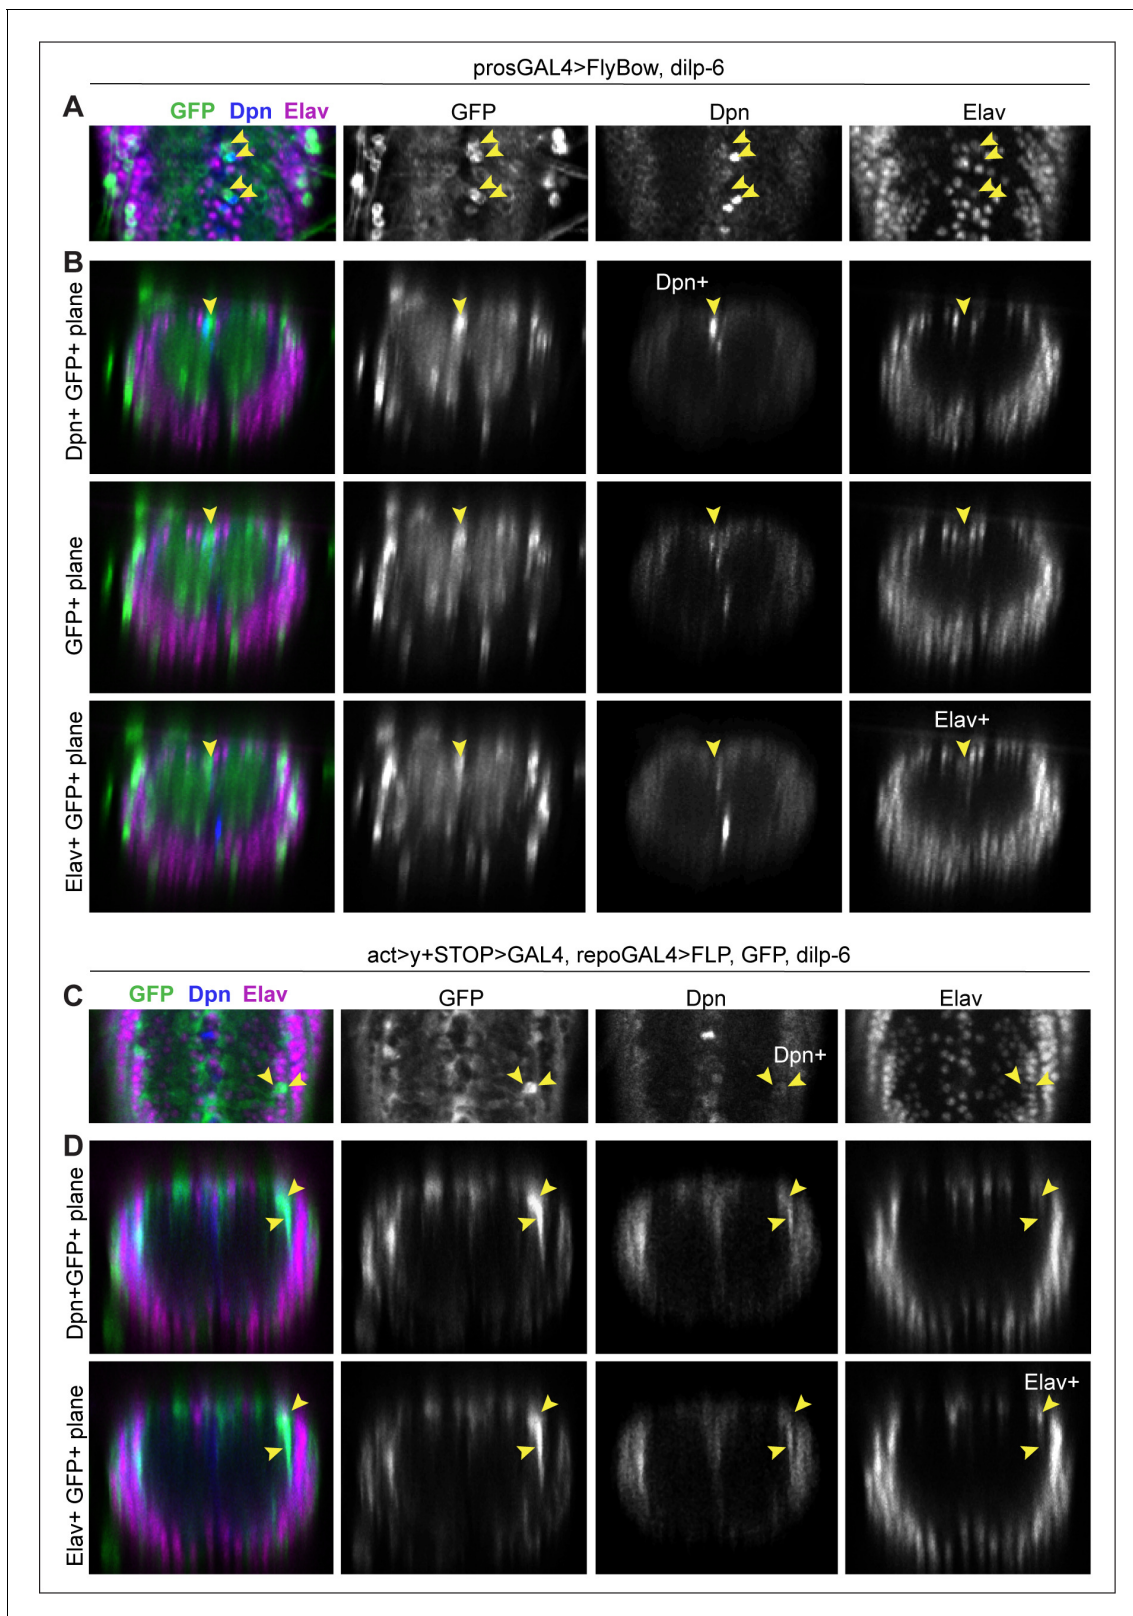 prosGAL4>FlyBow, dilp-6
A
GFP Dpn Elav
GFP
Dpn
Elav
B
Dpn+ GFP+ plane
Dpn+
GFP+ plane
Elav+ GFP+ plane
Elav+
act>y+STOP>GAL4, repoGAL4>FLP, GFP, dilp-6
C
GFP Dpn Elav
GFP
Dpn
Elav
Dpn+
D
Dpn+GFP+ plane
Elav+ GFP+ plane
Elav+